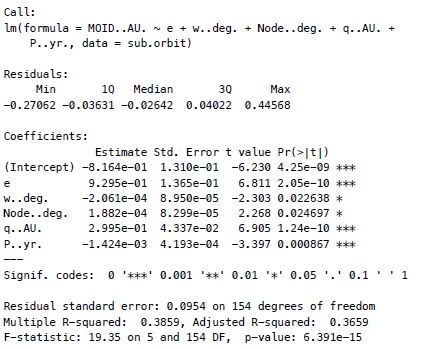 Call:
lm(formula = MOID..AU. ~ e + w..deg. + Node..deg. + q..AU. +
    P..yr., data = sub.orbit)

Residuals:
     Min       1Q   Median       3Q      Max
-0.27062 -0.03631 -0.02642  0.04022  0.44568

Coefficients:
              Estimate Std. Error t value Pr(>|t|)
(Intercept) -8.164e-01  1.310e-01  -6.230 4.25e-09 ***
e            9.295e-01  1.365e-01   6.811 2.05e-10 ***
w..deg.     -2.061e-04  8.950e-05  -2.303 0.022638 *
Node..deg.   1.882e-04  8.299e-05   2.268 0.024697 *
q..AU.       2.995e-01  4.337e-02   6.905 1.24e-10 ***
P..yr.      -1.424e-03  4.193e-04  -3.397 0.000867 ***
---
Signif. codes:  0 '***' 0.001 '**' 0.01 '*' 0.05 '.' 0.1 ' ' 1

Residual standard error: 0.0954 on 154 degrees of freedom
Multiple R-squared:  0.3859, Adjusted R-squared:  0.3659
F-statistic: 19.35 on 5 and 154 DF,  p-value: 6.391e-15